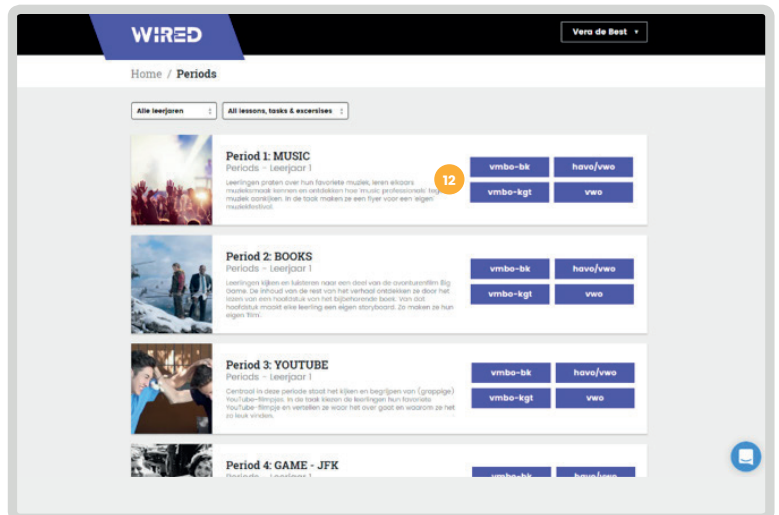 WIRED
Vera de Best
Home / Periods
Alle leerjaren
All lessons, tasks & excersises
Period 1: MUSIC
Periods - Leerjaar 1
Leerlingen praten over hun favoriete muziek, leren elkaars
muzieksmaak kennen en ontdekken hoe 'music professionals' teg
muziek aankijken. In de task maken ze een flyer voor een 'eigen'
muziekfestival.
12
vmbo-bk
havo/vwo
vmbo-kgt
vwo
Period 2: BOOKS
Periods - Leerjaar 1
Leerlingen kijken en luisteren naar een deel van de avonturenfilm Big
Game. De inhoud van de rest van het verhaal ontdekken ze door het
lezen van een hoofdstuk van het bijbehorende boek. Van dat
hoofdstuk maakt elke leerling een eigen storyboard. Zo maken ze hun
eigen 'film'.
vmbo-bk
havo/vwo
vmbo-kgt
vwo
Period 3: YOUTUBE
Periods - Leerjaar 1
Centraal in deze periode staat het kijken en begrijpen van (grappige)
YouTube-filmpjes. In de task kiezen de leerlingen hun favoriete
YouTube-filmpje en vertellen ze waar het over gaat en waarom ze het
zo leuk vinden.
vmbo-bk
havo/vwo
vmbo-kgt
vwo
Period 4: GAME - JFK
Periods - Leerjaar 1
vmbo-bk
havo/vwo